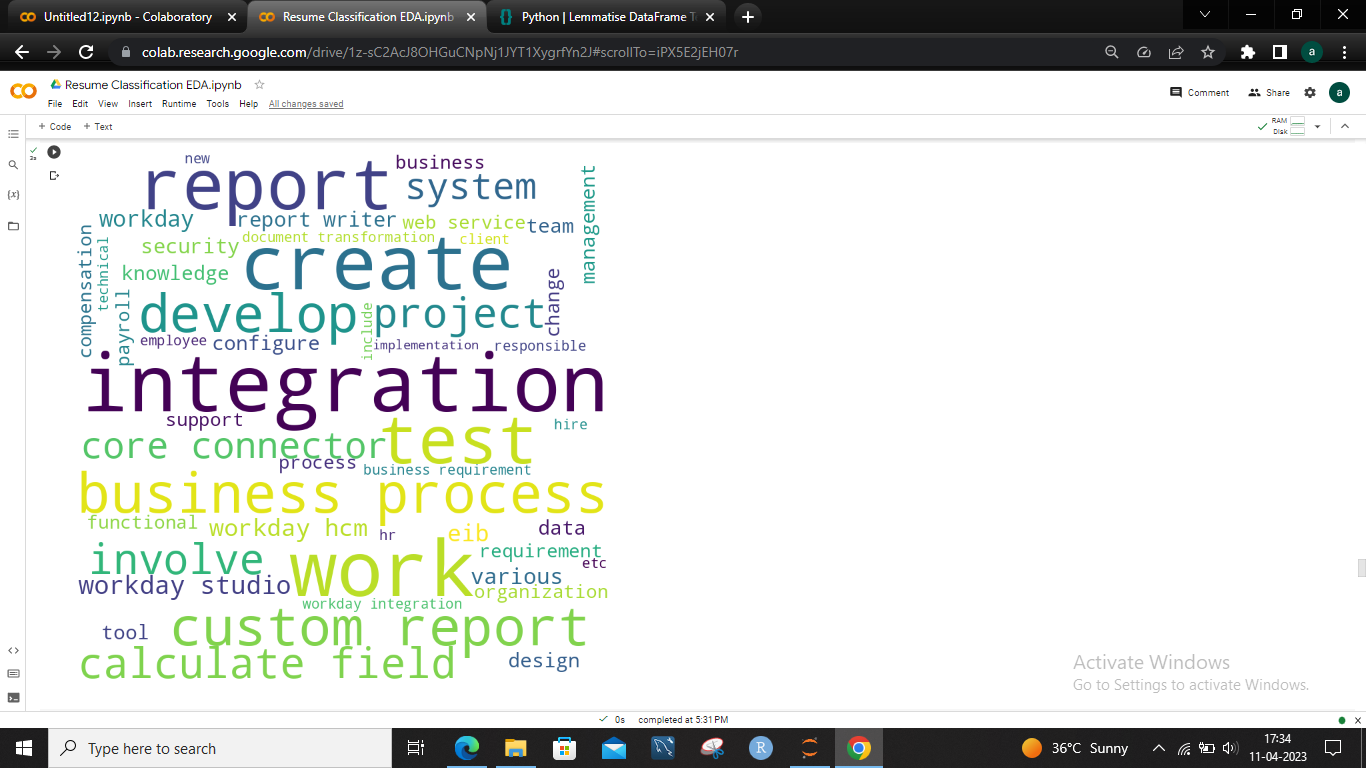 Untitled12.ipynb - Colaboratory
Resume Classification EDA.ipynb
Python | Lemmatise DataFrame T
colab.research.google.com/drive/1z-sC2AcJ8OHGuCNpNj1JYT1XygrfYn2J#scrollTo=iPX5E2jEH07r
a
Resume Classification EDA.ipynb
Comment
Share
a
File Edit View Insert Runtime Tools Help All changes saved
+ Code + Text
RAM
Disk
2s
{x}
new
business
report
system
management
workday
report writer
web service
team
document transformation
client
compensation
technical
security
create
knowledge
change
payroll
develop
project
include
employee
configure
implementation
responsible
integration
support
hire
core connector
test
process
business requirement
business process
functional
workday hcm
hr
eib
data
requirement
etc
involve
work
various
workday studio
organization
workday integration
tool
custom report
calculate field
design
Activate Windows
Go to Settings to activate Windows.
0s completed at 5:31 PM
Type here to search
R
36°C Sunny
17:34
11-04-2023